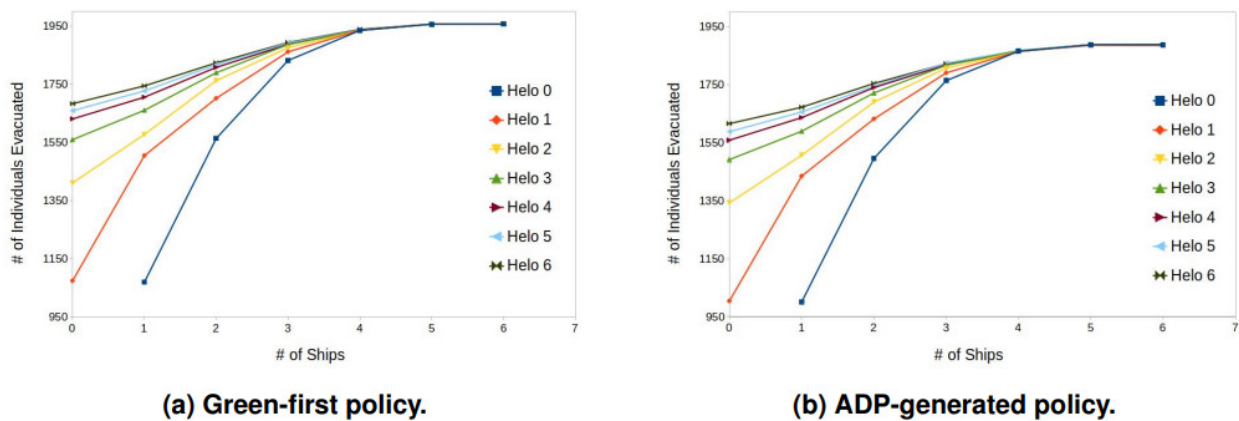 1950
1750
1550
1350
1150
950
# of Individuals Evacuated
0 1 2 3 4 5 6 7
# of Ships
Helo 0
Helo 1
Helo 2
Helo 3
Helo 4
Helo 5
Helo 6
(a) Green-first policy.
1950
1750
1550
1350
1150
950
# of Individuals Evacuated
0 1 2 3 4 5 6 7
# of Ships
Helo 0
Helo 1
Helo 2
Helo 3
Helo 4
Helo 5
Helo 6
(b) ADP-generated policy.